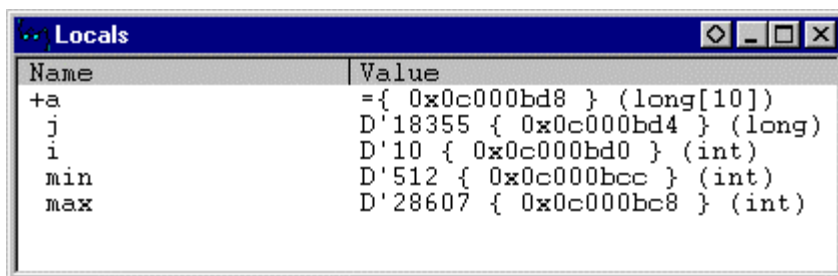 Locals
Name Value
+a ={ 0x0c000bd8 } (long[10])
j D'18355 { 0x0c000bd4 } (long)
i D'10 { 0x0c000bd0 } (int)
min D'512 { 0x0c000bcc } (int)
max D'28607 { 0x0c000bc8 } (int)